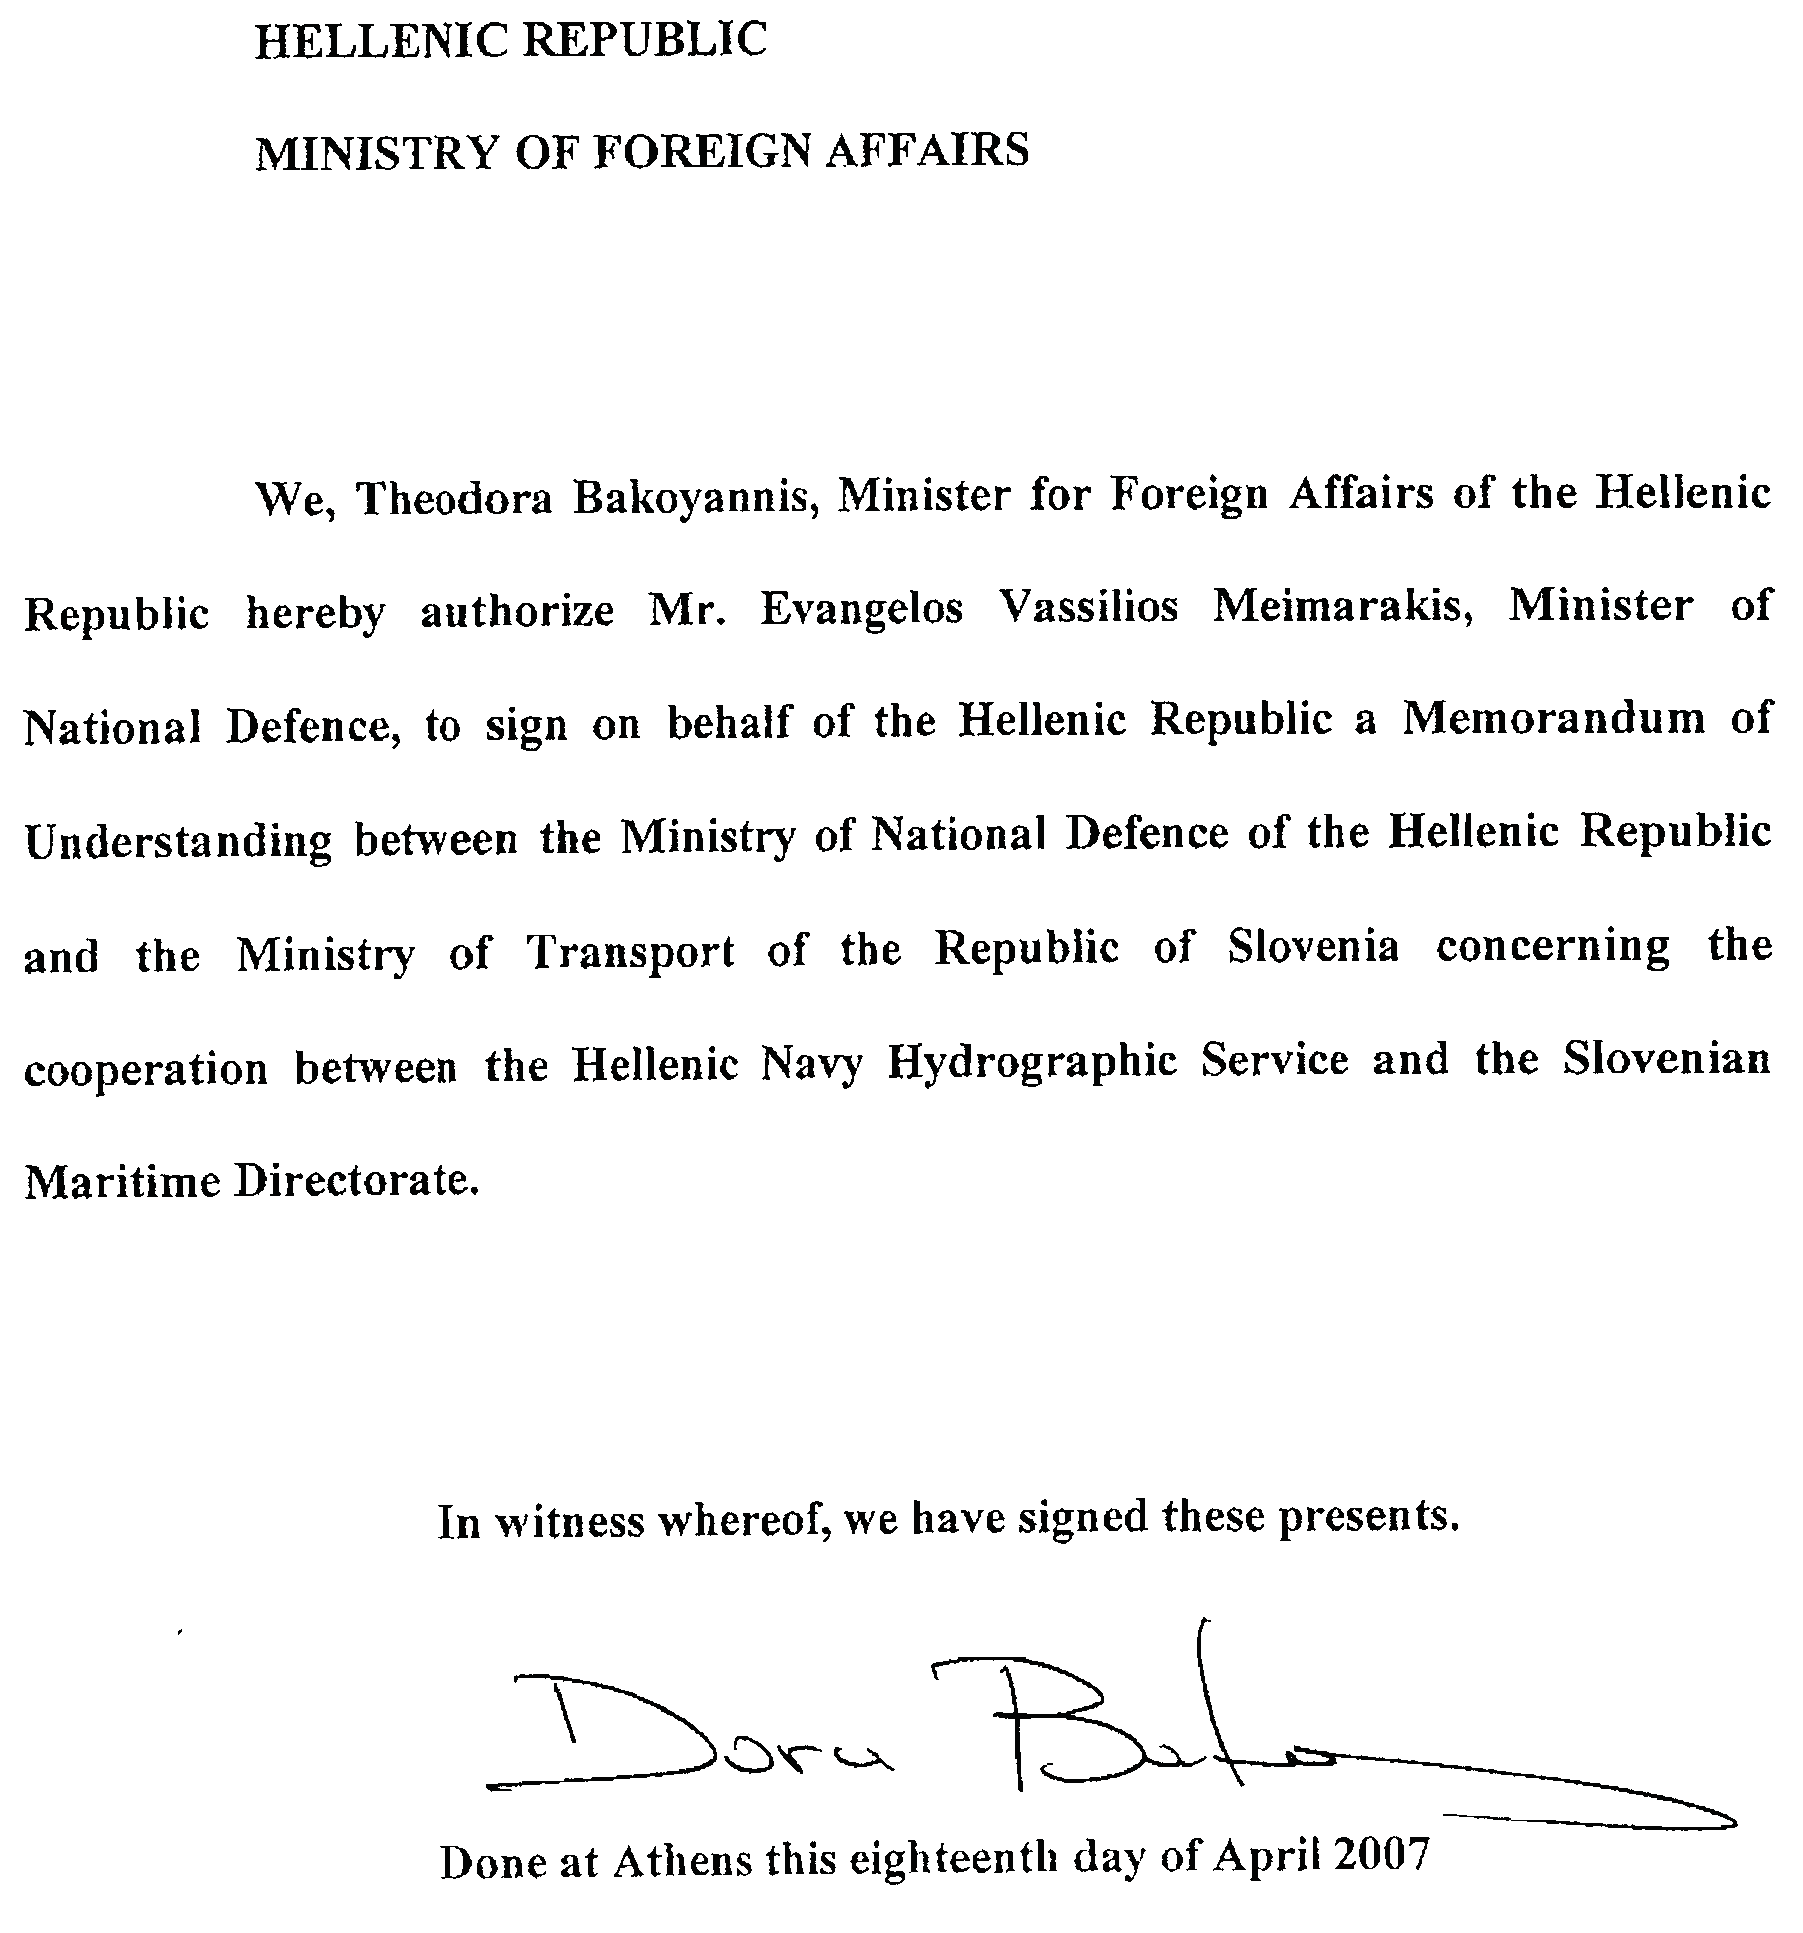 HELLENIC REPUBLIC
MINISTRY OF FOREIGN AFFAIRS
We, Theodora Bakoyannis, Minister for Foreign Affairs of the Hellenic
Republic hereby authorize Mr. Evangelos Vassilios Meimarakis, Minister of
National Defence, to sign on behalf of the Hellenic Republic a Memorandum of
Understanding between the Ministry of National Defence of the Hellenic Republic
and the Ministry of Transport of the Republic of Slovenia concerning the
cooperation between the Hellenic Navy Hydrographic Service and the Slovenian
Maritime Directorate.
In witness whereof, we have signed these presents.
Dora
Done at Athens this eighteenth day of April 2007